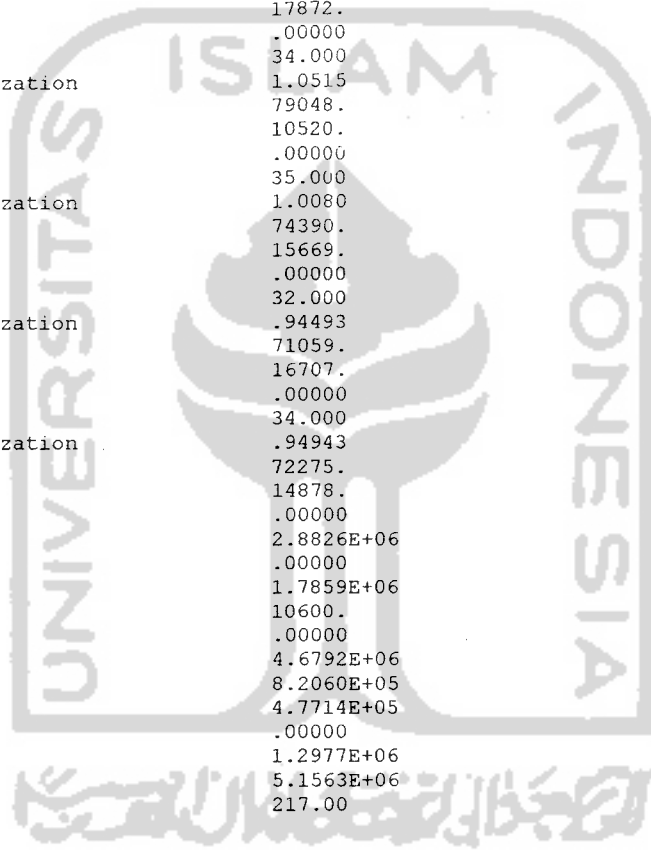 17872.
.00000
34.000
zation 1.0515
79048.
10520.
.00000
35.000
zation 1.0080
74390.
15669.
.00000
32.000
zation .94493
71059.
16707.
.00000
34.000
zation .94943
72275.
14878.
.00000
2.8826E+06
.00000
1.7859E+06
10600.
.00000
4.6792E+06
8.2060E+05
4.7714E+05
.00000
1.2977E+06
5.1563E+06
217.00
UNIVERSITAS
ISLAM
INDONESIA